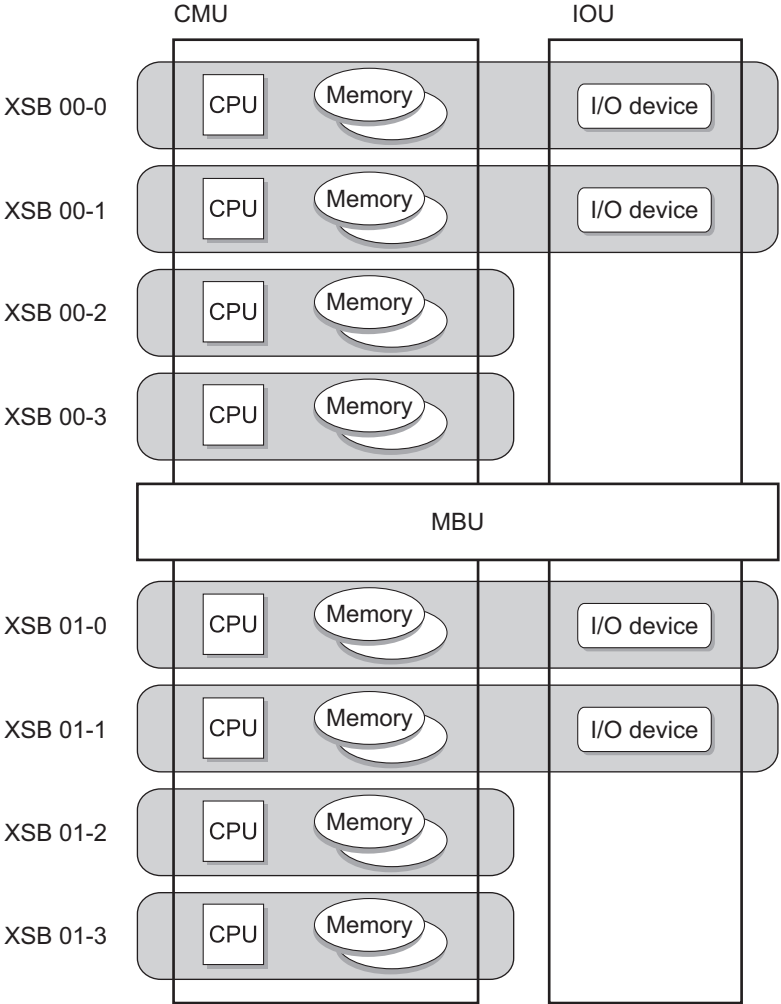 CMU IOU
XSB 00-0 CPU Memory I/O device
XSB 00-1 CPU Memory I/O device
XSB 00-2 CPU Memory
XSB 00-3 CPU Memory
MBU
XSB 01-0 CPU Memory I/O device
XSB 01-1 CPU Memory I/O device
XSB 01-2 CPU Memory
XSB 01-3 CPU Memory